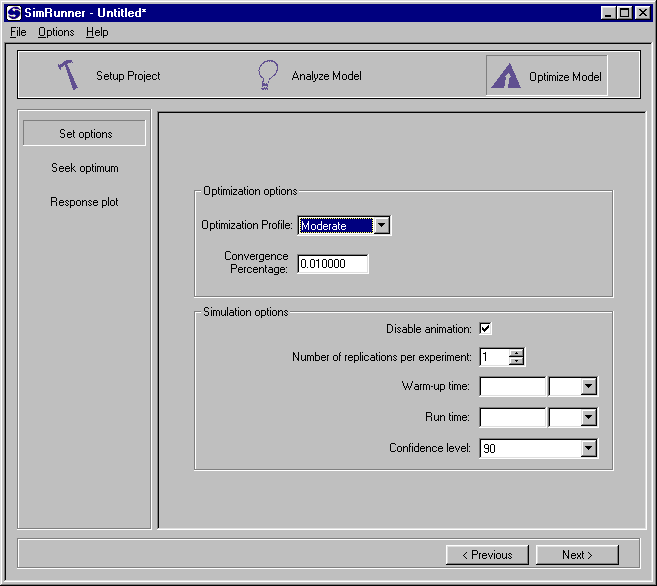 SimRunner - Untitled*
File Options Help
Setup Project Analyze Model Optimize Model
Set options
Seek optimum
Response plot
Optimization options
Optimization Profile: Moderate
Convergence
Percentage: 0.010000
Simulation options
Disable animation:
Number of replications per experiment: 1
Warm-up time:
Run time:
Confidence level: 90
< Previous Next >